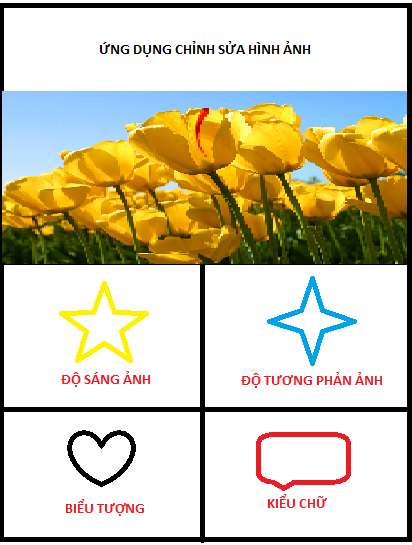 ỨNG DỤNG CHỈNH SỬA HÌNH ẢNH
ĐỘ SÁNG ẢNH
ĐỘ TƯƠNG PHẢN ẢNH
BIỂU TƯỢNG
KIỂU CHỮ